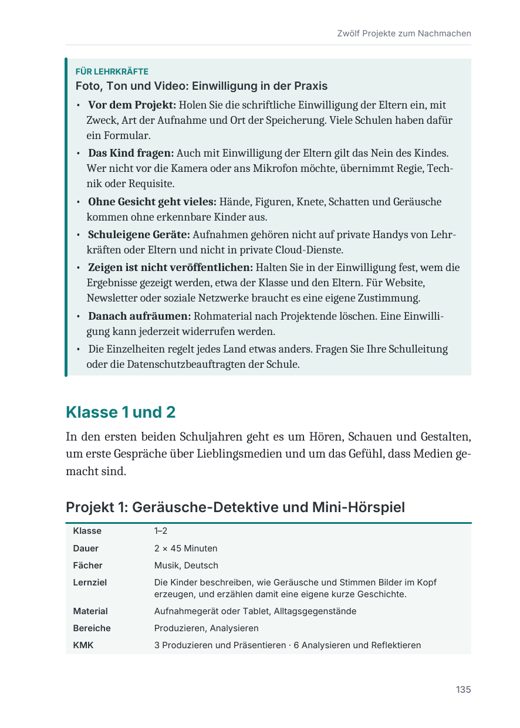 Zwölf Projekte zum Nachmachen
FÜR LEHRKRÄFTE
Foto, Ton und Video: Einwilligung in der Praxis
• Vor dem Projekt: Holen Sie die schriftliche Einwilligung der Eltern ein, mit
Zweck, Art der Aufnahme und Ort der Speicherung. Viele Schulen haben dafür
ein Formular.
• Das Kind fragen: Auch mit Einwilligung der Eltern gilt das Nein des Kindes.
Wer nicht vor die Kamera oder ans Mikrofon möchte, übernimmt Regie, Tech-
nik oder Requisite.
• Ohne Gesicht geht vieles: Hände, Figuren, Knete, Schatten und Geräusche
kommen ohne erkennbare Kinder aus.
• Schuleigene Geräte: Aufnahmen gehören nicht auf private Handys von Lehr-
kräften oder Eltern und nicht in private Cloud-Dienste.
• Zeigen ist nicht veröffentlichen: Halten Sie in der Einwilligung fest, wem die
Ergebnisse gezeigt werden, etwa der Klasse und den Eltern. Für Website,
Newsletter oder soziale Netzwerke braucht es eine eigene Zustimmung.
• Danach aufräumen: Rohmaterial nach Projektende löschen. Eine Einwilli-
gung kann jederzeit widerrufen werden.
• Die Einzelheiten regelt jedes Land etwas anders. Fragen Sie Ihre Schulleitung
oder die Datenschutzbeauftragten der Schule.
Klasse 1 und 2
In den ersten beiden Schuljahren geht es um Hören, Schauen und Gestalten,
um erste Gespräche über Lieblingsmedien und um das Gefühl, dass Medien ge-
macht sind.
Projekt 1: Geräusche-Detektive und Mini-Hörspiel
Klasse 1–2
Dauer 2 × 45 Minuten
Fächer Musik, Deutsch
Lernziel Die Kinder beschreiben, wie Geräusche und Stimmen Bilder im Kopf
erzeugen, und erzählen damit eine eigene kurze Geschichte.
Material Aufnahmegerät oder Tablet, Alltagsgegenstände
Bereiche Produzieren, Analysieren
KMK 3 Produzieren und Präsentieren · 6 Analysieren und Reflektieren
135